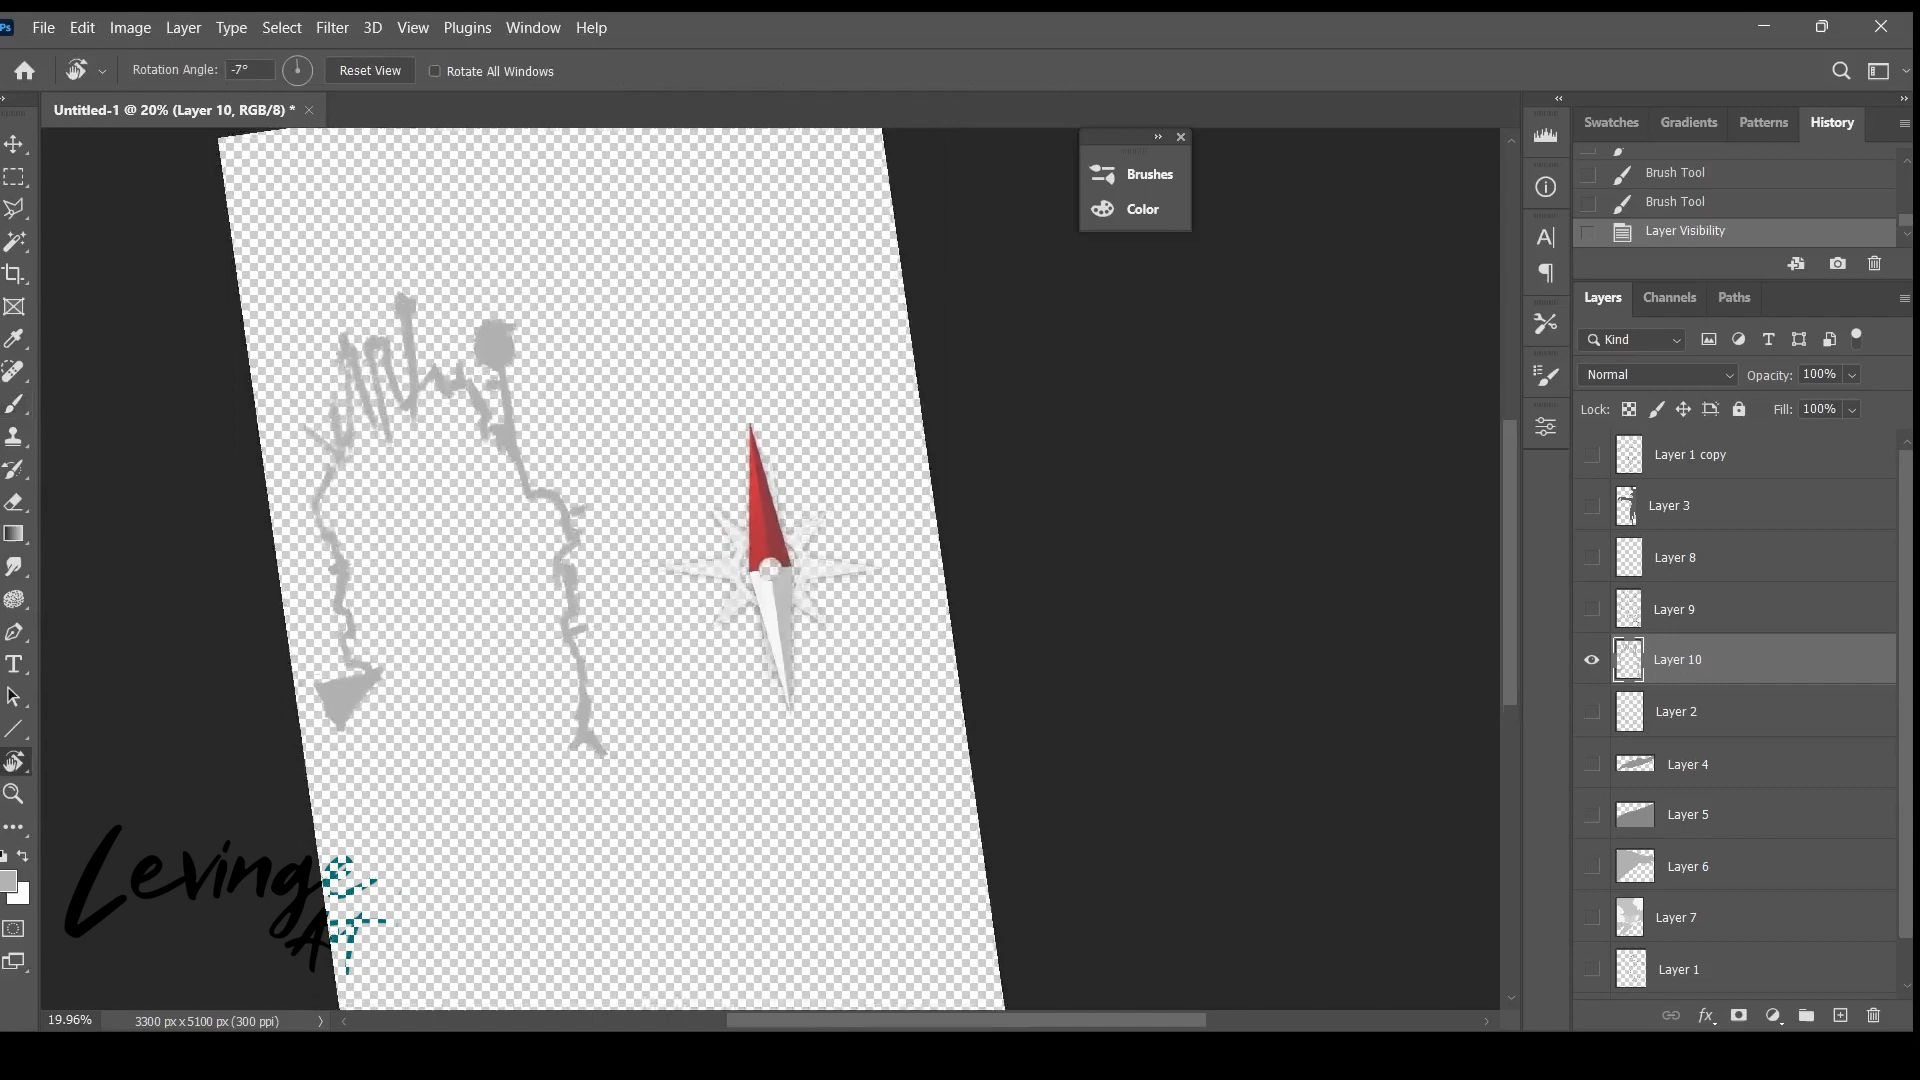 Ps File Edit Image Layer Type Select Filter 3D View Plugins Window Help
Rotation Angle: -7° Reset View Rotate All Windows
Untitled-1 @ 20% (Layer 10, RGB/8) *
Swatches Gradients Patterns History
Brushes
Color
Brush Tool
Brush Tool
Layer Visibility
Layers Channels Paths
Kind
Normal Opacity: 100%
Lock: Fill: 100%
Layer 1 copy
Layer 3
Layer 8
Layer 9
Layer 10
Layer 2
Layer 4
Layer 5
Layer 6
Layer 7
Layer 1
Levinge
Art
19.96% 3300 px x 5100 px (300 ppi)